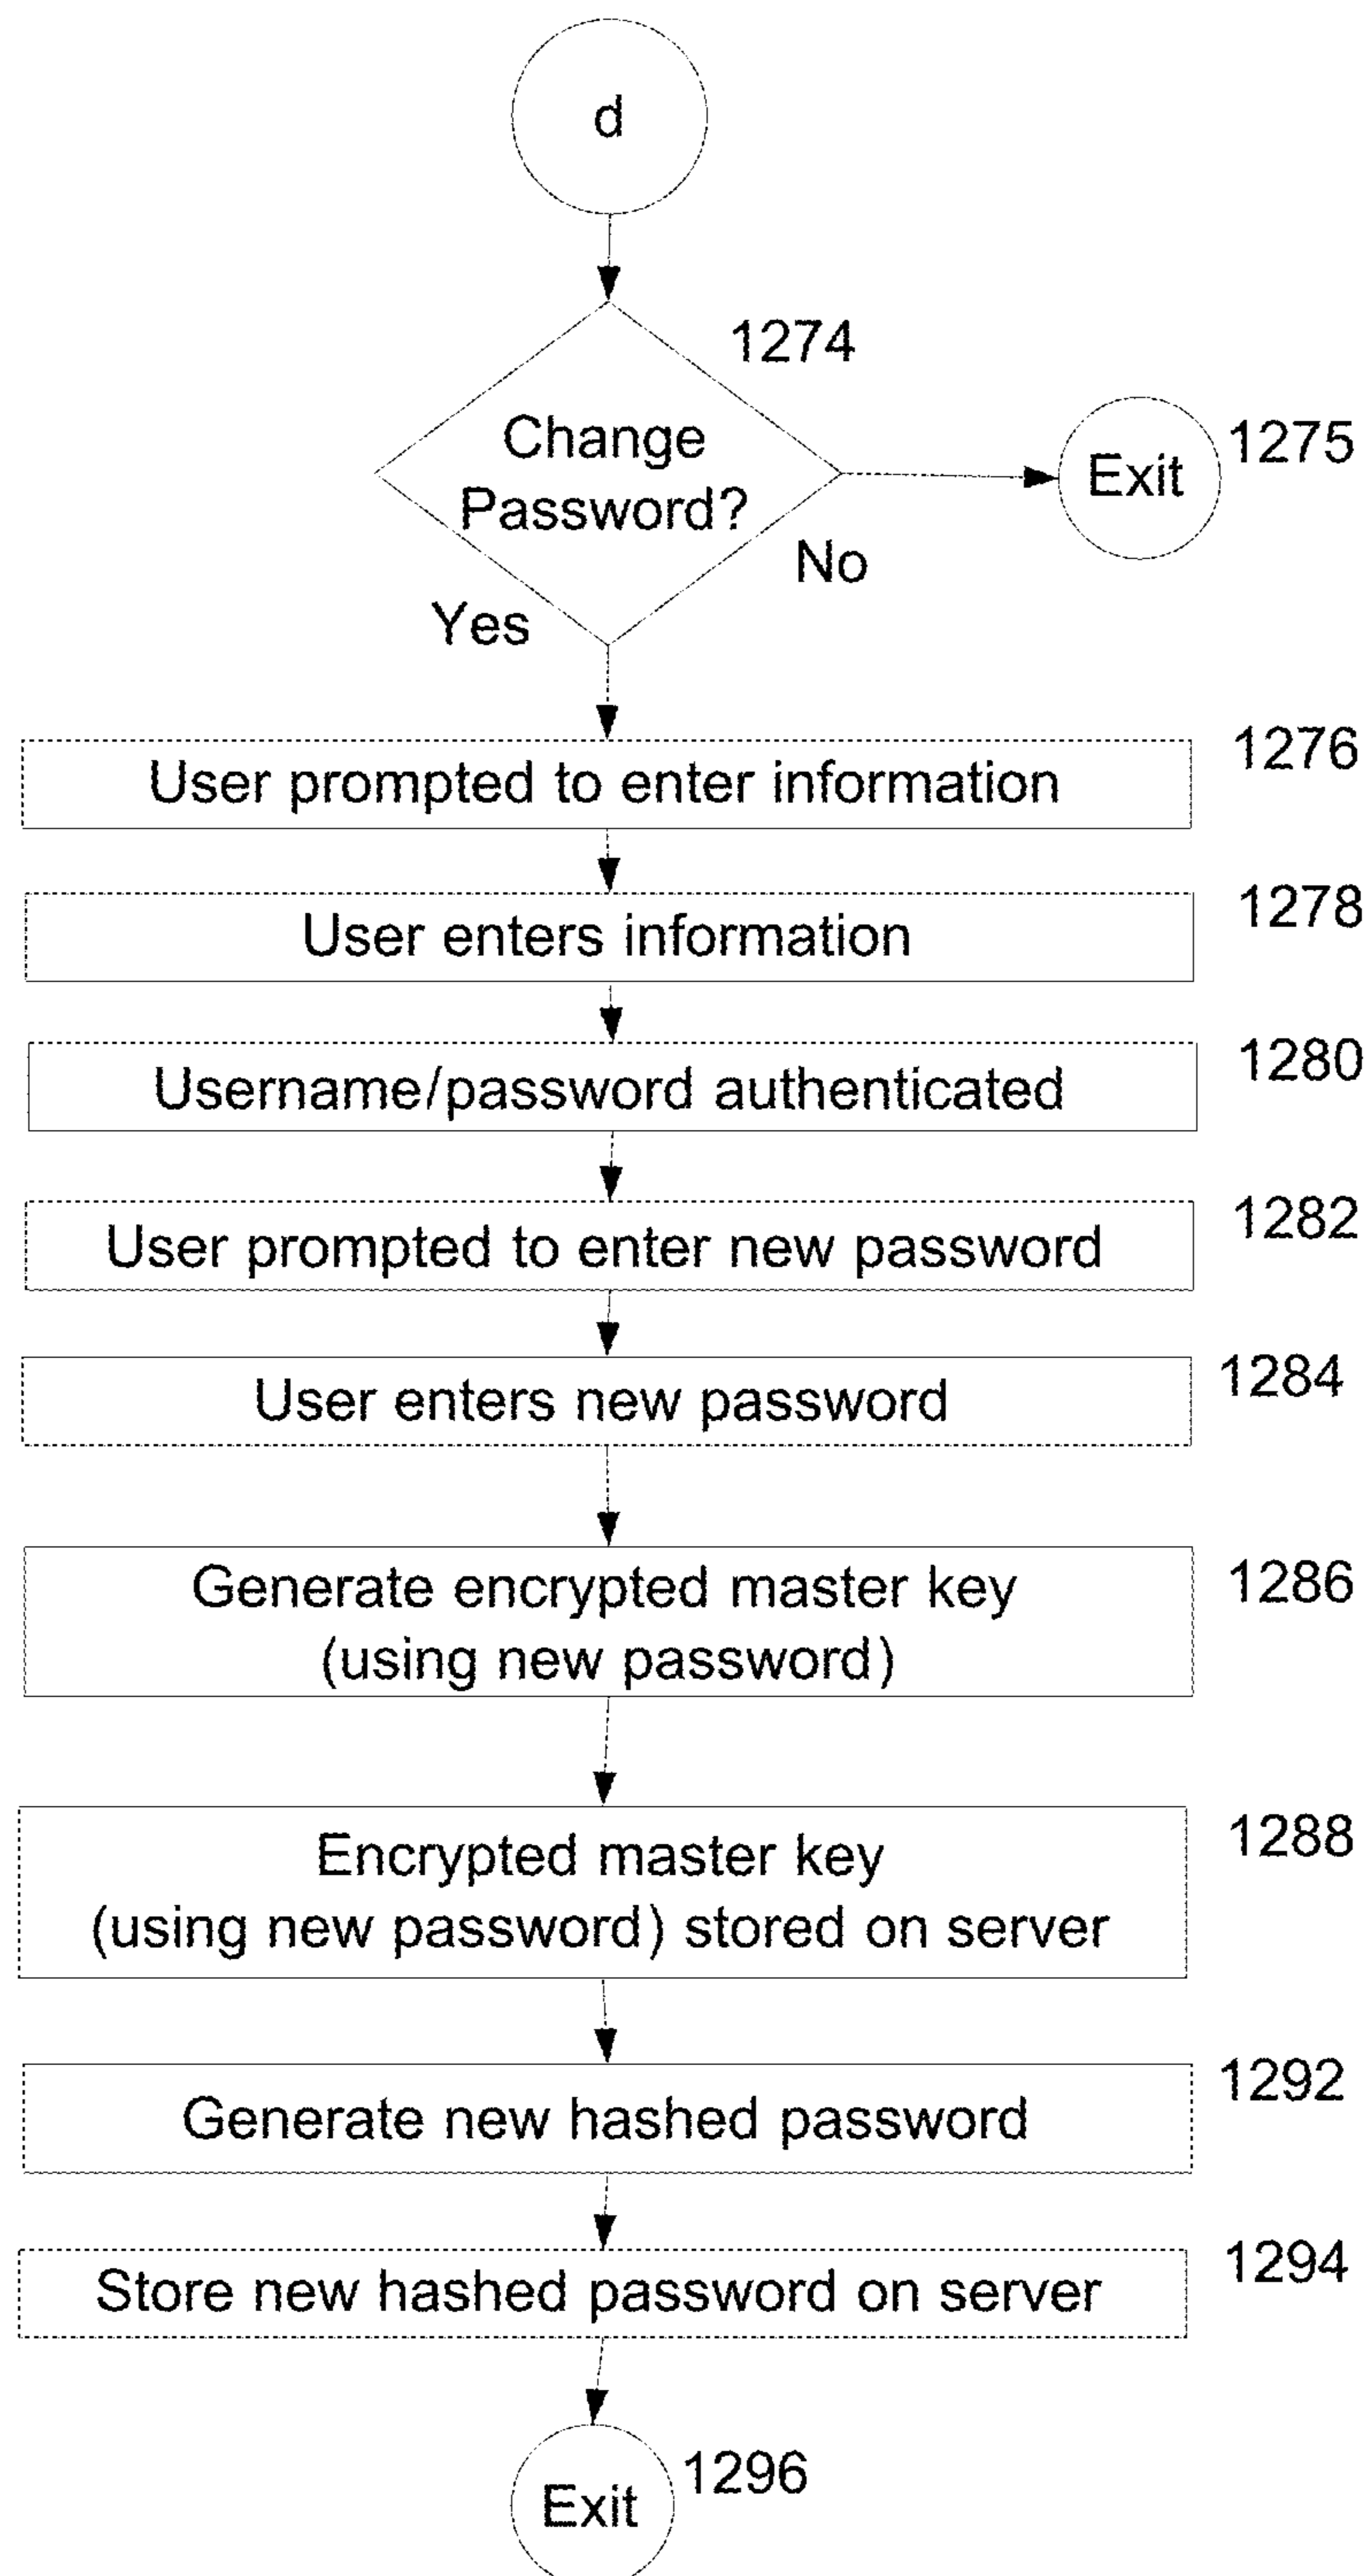 d
1274
Change
Password?
Exit
1275
No
Yes
1276
User prompted to enter information
1278
User enters information
1280
Username/password authenticated
1282
User prompted to enter new password
1284
User enters new password
1286
Generate encrypted master key
(using new password)
1288
Encrypted master key
(using new password) stored on server
1292
Generate new hashed password
1294
Store new hashed password on server
1296
Exit